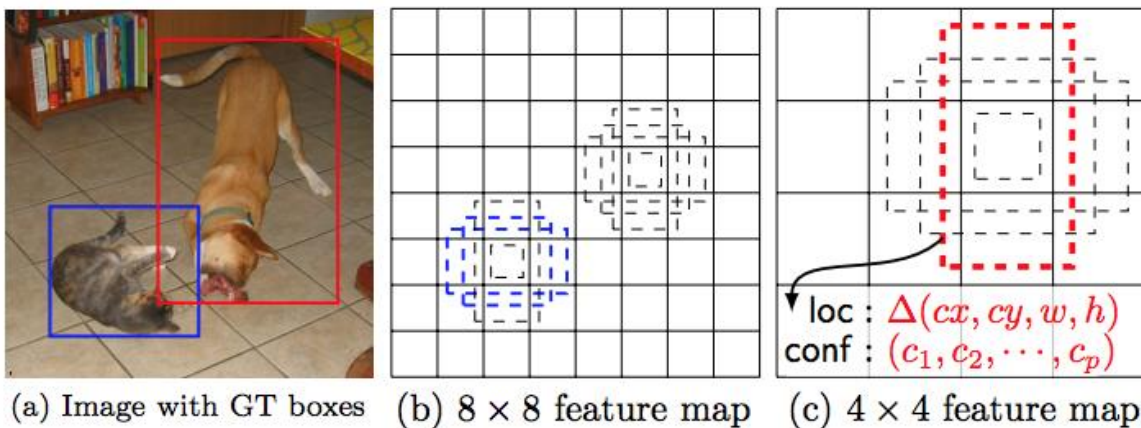 loc : Δ(cx, cy, w, h)
conf : (c₁, c₂, ⋯, cₚ)
(a) Image with GT boxes
(b) 8 × 8 feature map
(c) 4 × 4 feature map